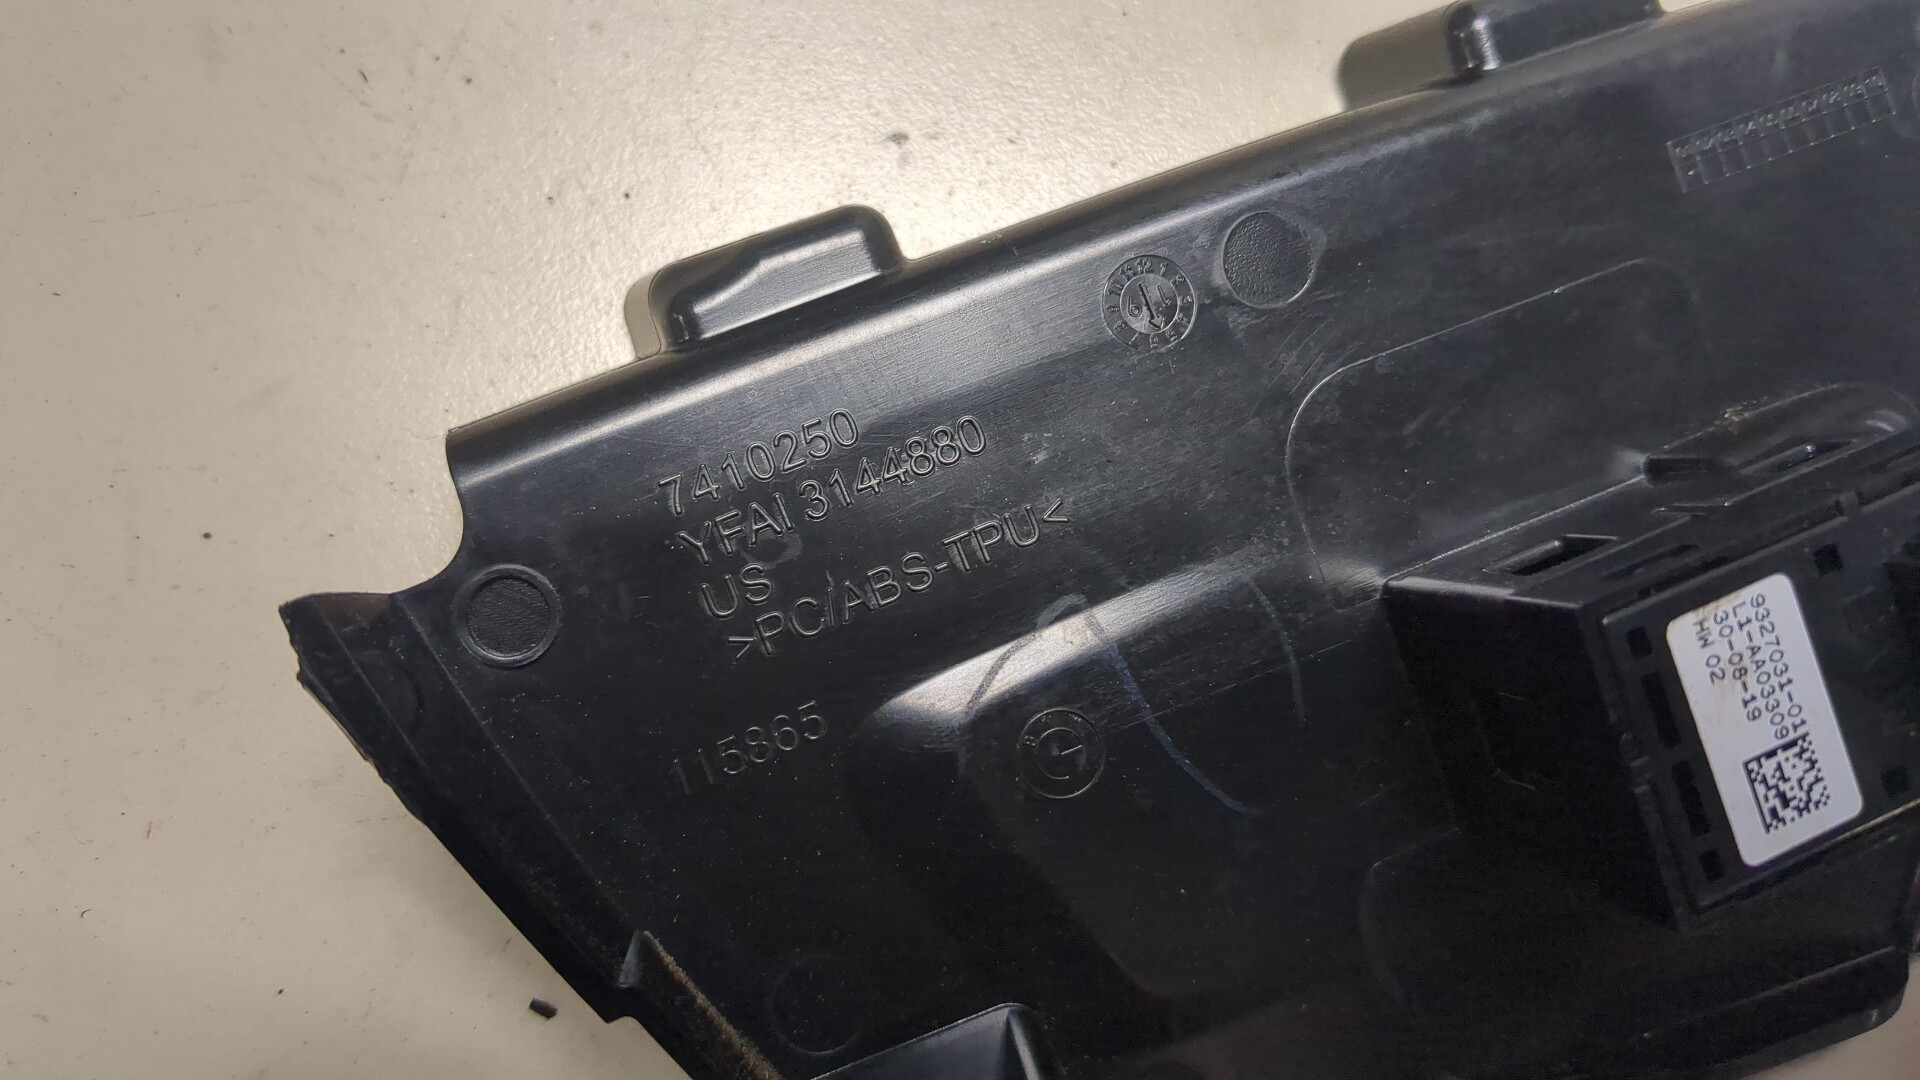 7410250
YFAI 3144880
US
>PC/ABS-TPU<
115865
9327031-01
L1-AA03309
30-08-19
HW 02